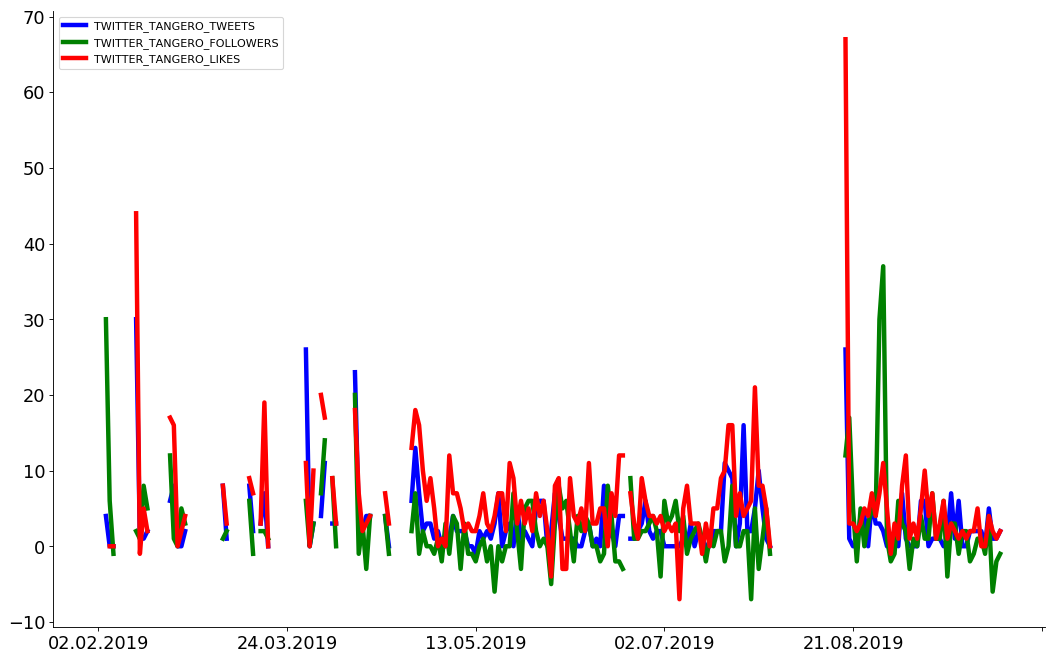 TWITTER_TANGERO_TWEETS
TWITTER_TANGERO_FOLLOWERS
TWITTER_TANGERO_LIKES
70
60
50
40
30
20
10
0
−10
02.02.2019 24.03.2019 13.05.2019 02.07.2019 21.08.2019